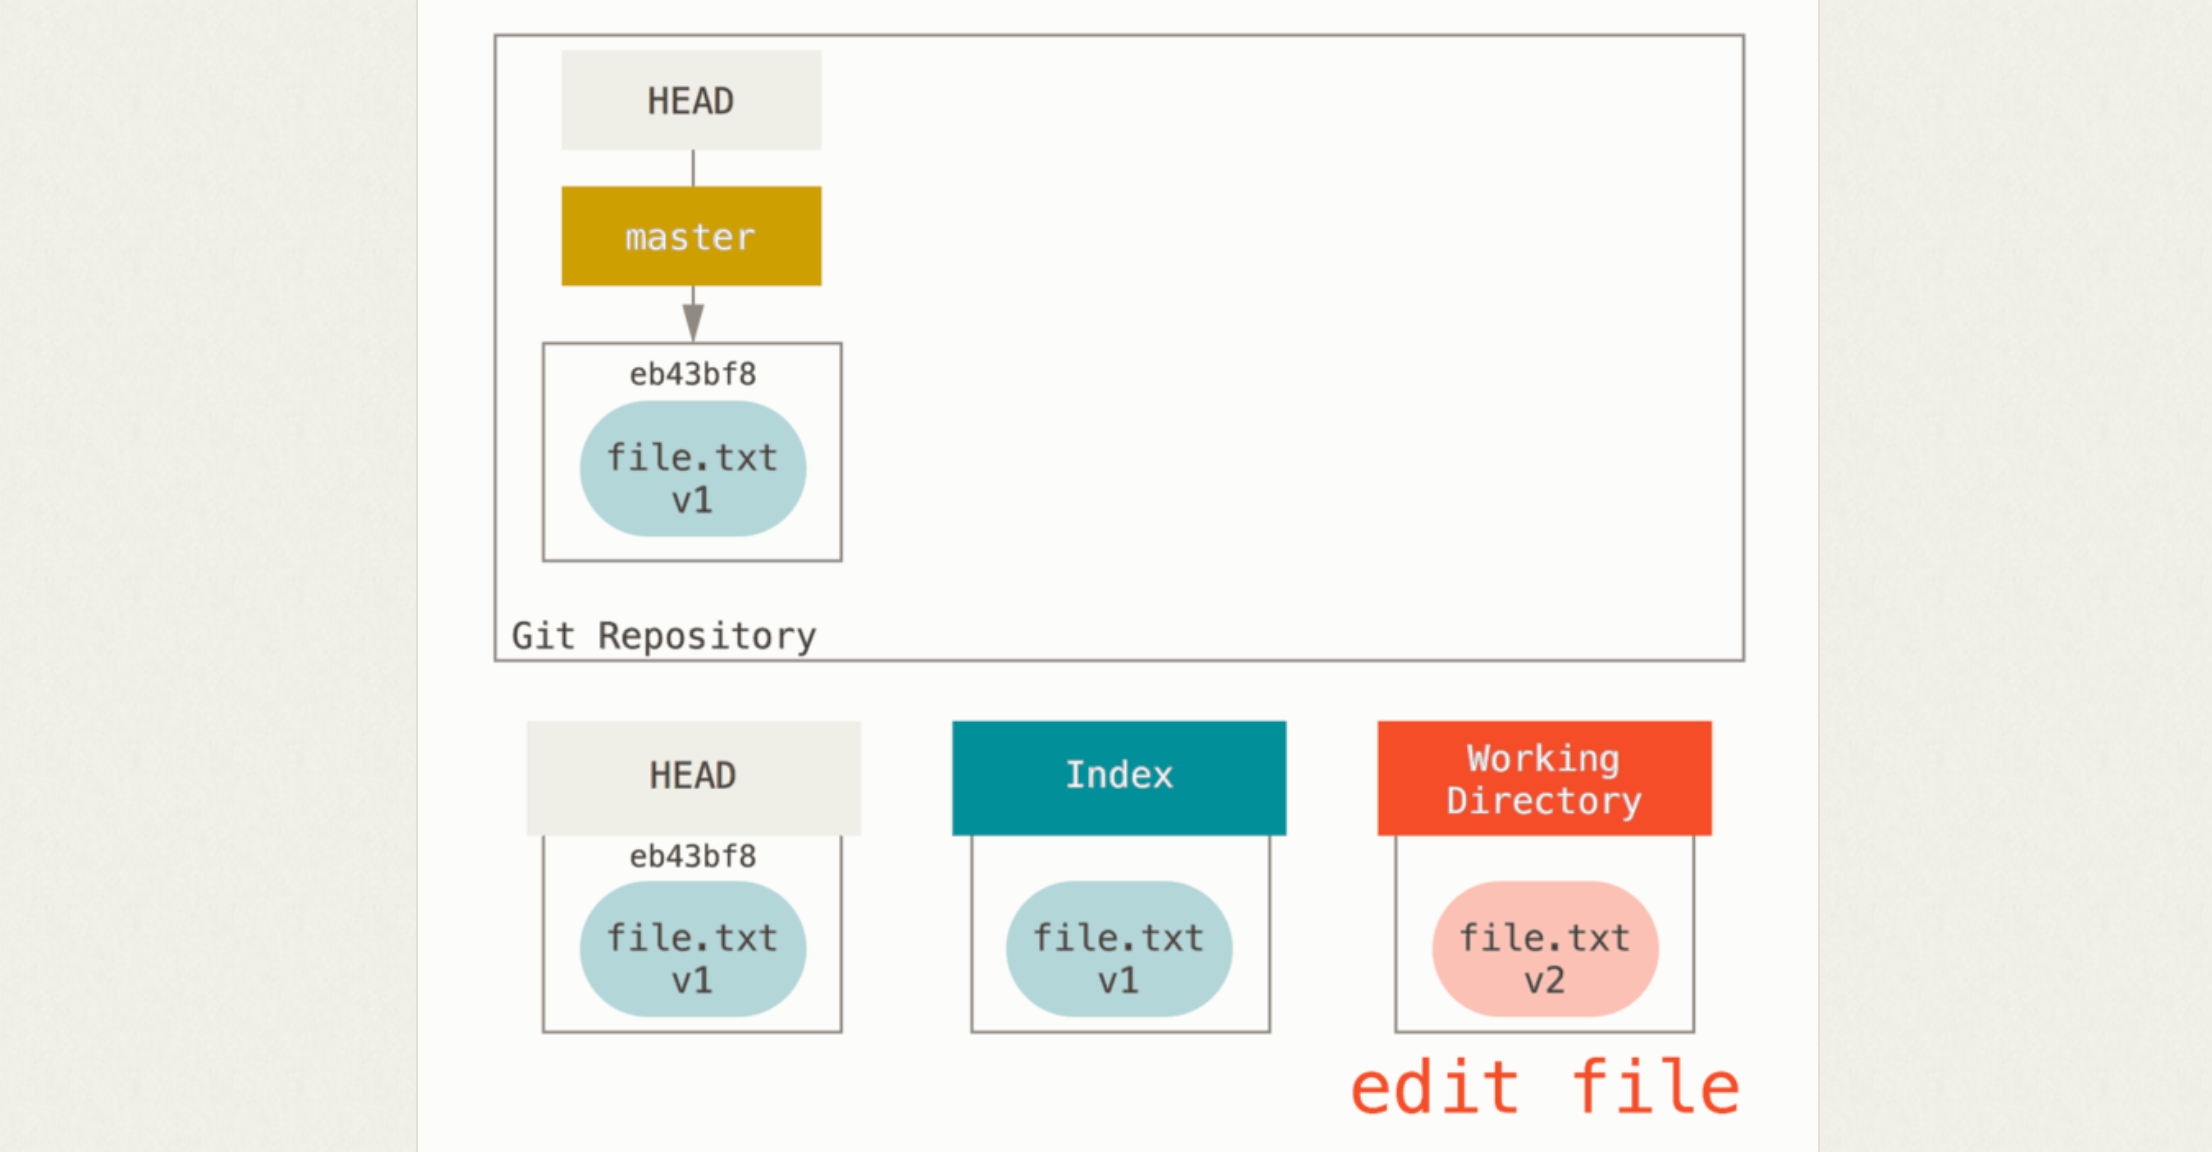 HEAD
master
eb43bf8
file.txt
v1
Git Repository
HEAD
eb43bf8
file.txt
v1
Index
file.txt
v1
Working
Directory
file.txt
v2
edit file